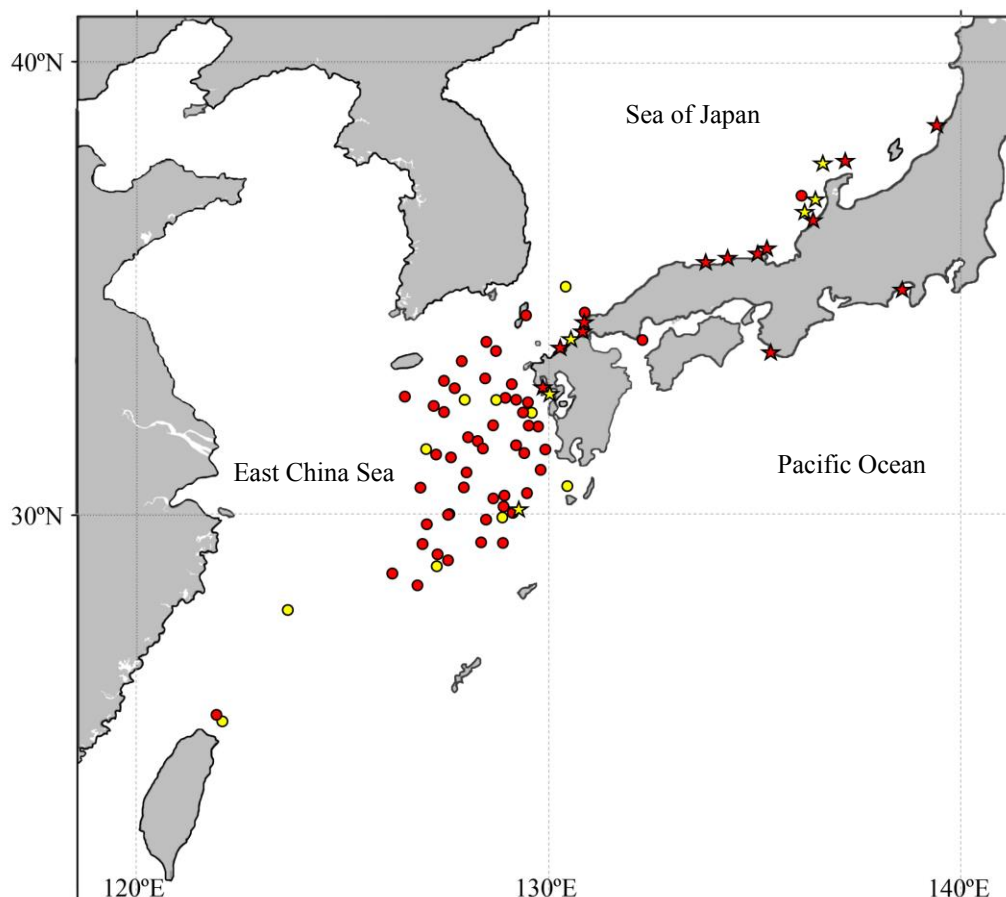 40ºN
Sea of Japan
East China Sea
Pacific Ocean
30ºN
120ºE
130ºE
140ºE